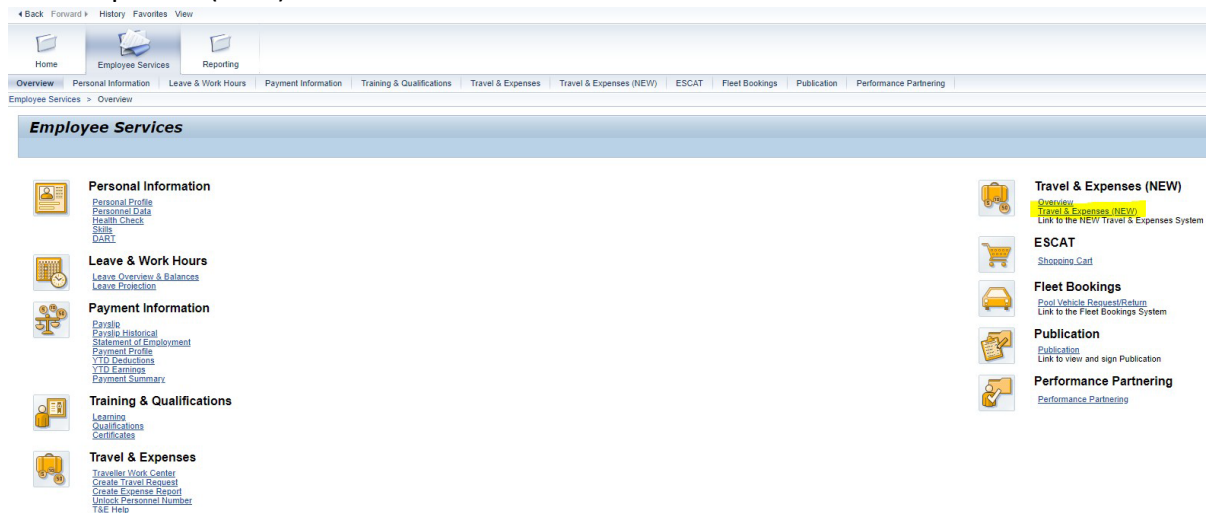 Back Forward History Favorites View
Home
Employee Services
Reporting
Overview Personal Information Leave & Work Hours Payment Information Training & Qualifications Travel & Expenses Travel & Expenses (NEW) ESCAT Fleet Bookings Publication Performance Partnering
Employee Services > Overview
Employee Services
Personal Information
Personal Profile
Personnel Data
Health Check
Skills
DART
Leave & Work Hours
Leave Overview & Balances
Leave Projection
Payment Information
Payslip
Payslip Historical
Statement of Employment
Payment Profile
YTD Deductions
YTD Earnings
Payment Summary
Training & Qualifications
Learning
Qualifications
Certificates
Travel & Expenses
Traveller Work Center
Create Travel Request
Create Expense Report
Unlock Personnel Number
T&E Help
Travel & Expenses (NEW)
Overview
Travel & Expenses (NEW)
Link to the NEW Travel & Expenses System
ESCAT
Shopping Cart
Fleet Bookings
Pool Vehicle Request/Return
Link to the Fleet Bookings System
Publication
Publication
Link to view and sign Publication
Performance Partnering
Performance Partnering